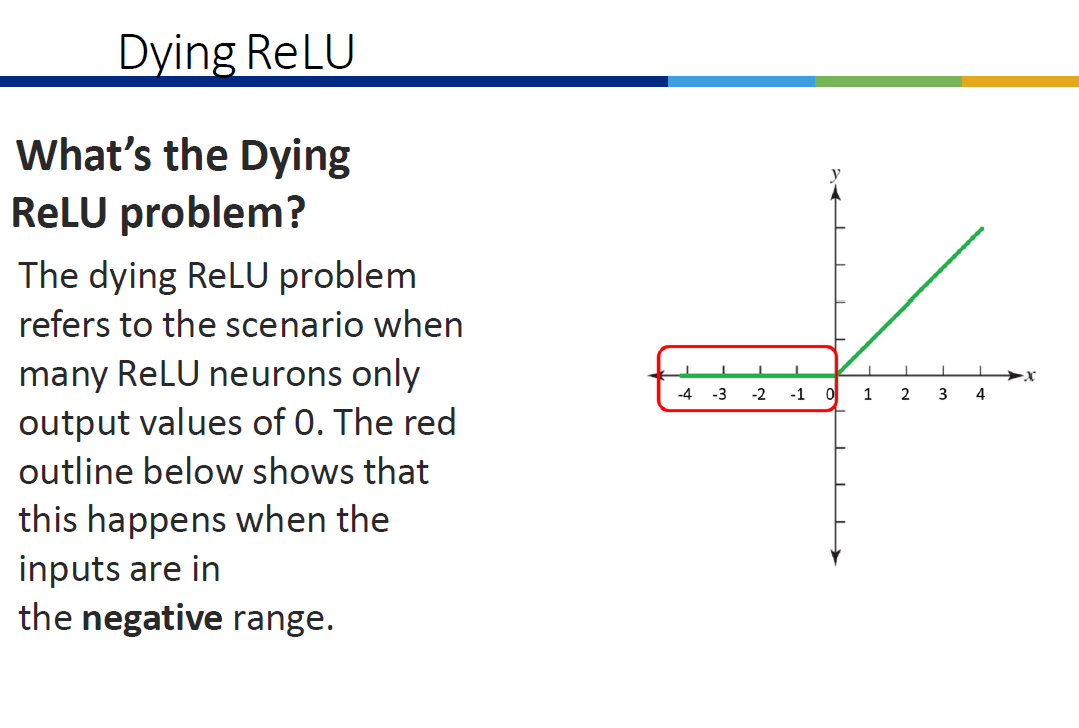 Dying ReLU
What’s the Dying
ReLU problem?
The dying ReLU problem
refers to the scenario when
many ReLU neurons only
output values of 0. The red
outline below shows that
this happens when the
inputs are in
the negative range.
y
x
-4 -3 -2 -1 0 1 2 3 4